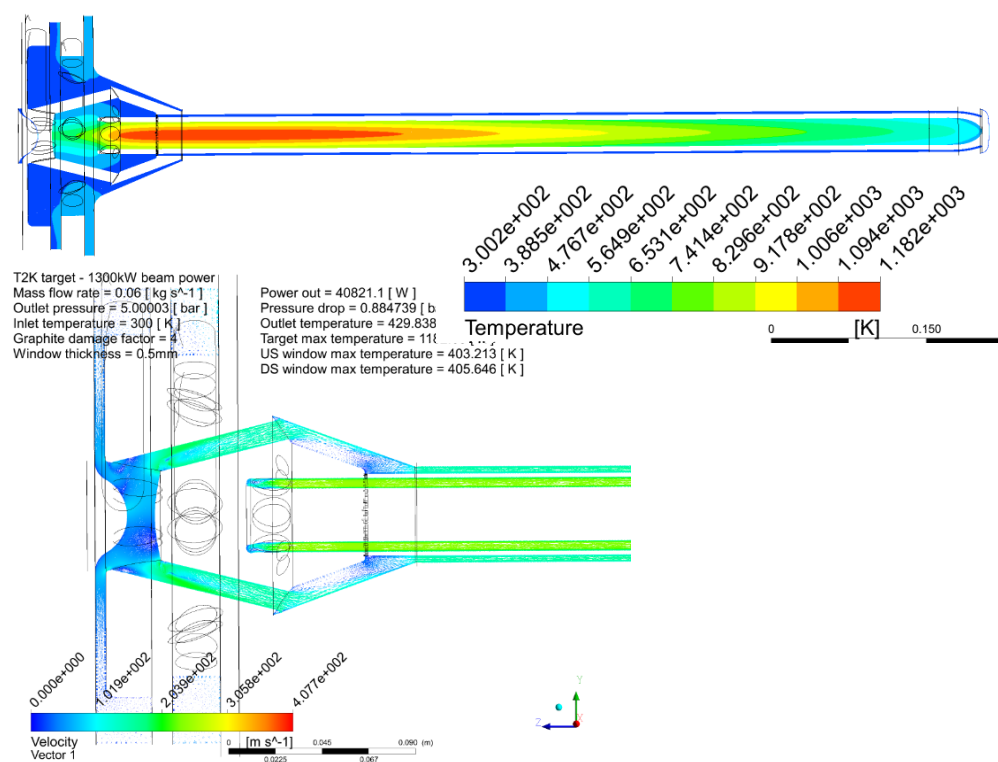 3.002e+002
3.885e+002
4.767e+002
5.649e+002
6.531e+002
7.414e+002
8.296e+002
9.178e+002
1.006e+003
1.094e+003
1.182e+003
Temperature [K]
0 0.150
T2K target - 1300kW beam power
Mass flow rate = 0.06 [ kg s^-1 ]
Outlet pressure = 5.00003 [ bar ]
Inlet temperature = 300 [ K ]
Graphite damage factor = 4
Window thickness = 0.5mm
Power out = 40821.1 [ W ]
Pressure drop = 0.884739 [
Outlet temperature = 429.838
Target max temperature =
US window max temperature = 403.213 [ K ]
DS window max temperature = 405.646 [ K ]
0.000e+000
1.019e+002
2.039e+002
3.058e+002
4.077e+002
Velocity [m s^-1]
Vector 1
0 0.045 0.090 (m)
0.0225 0.067
Y
Z